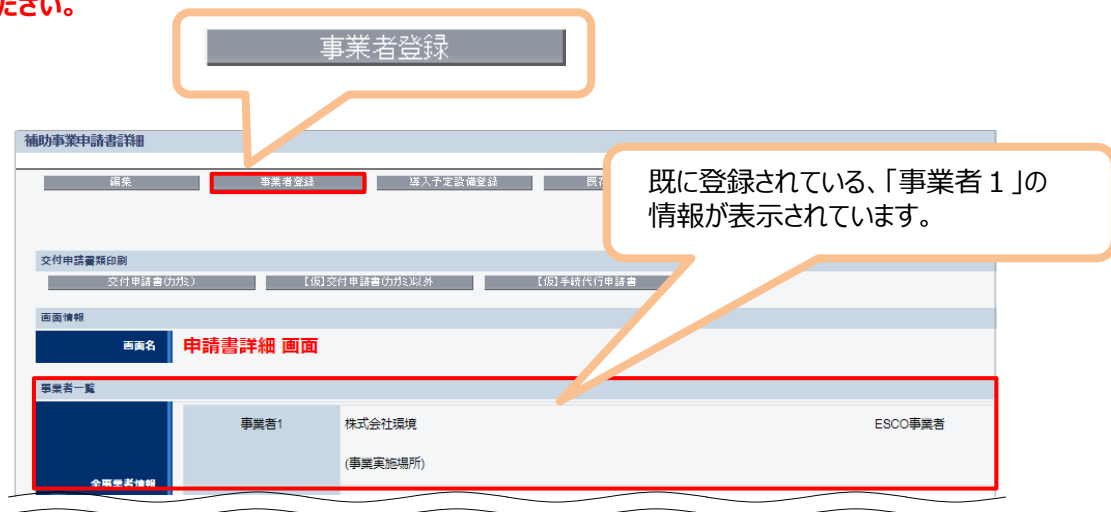 ださい。
事業者登録
補助事業申請書詳細
編集
事業者登録
導入予定設備登録
既に登録されている、「事業者1」の
情報が表示されています。
交付申請書類印刷
交付申請書(カガミ)
【仮】交付申請書(カガミ)以外
【仮】手続代行申請書
画面情報
画面名
申請書詳細 画面
事業者一覧
事業者1
株式会社環境
ESCO事業者
(事業実施場所)
全事業者情報